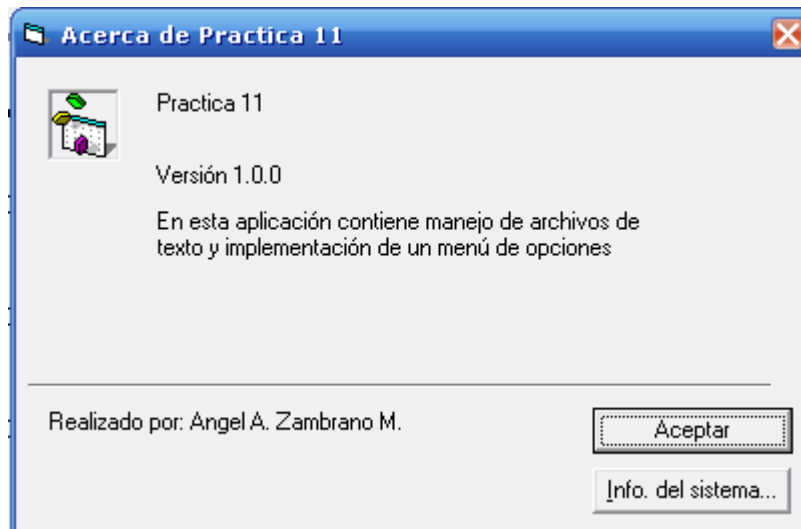 Acerca de Practica 11
Practica 11
Versión 1.0.0
En esta aplicación contiene manejo de archivos de
texto y implementación de un menú de opciones
Realizado por: Angel A. Zambrano M.
Aceptar
Info. del sistema...